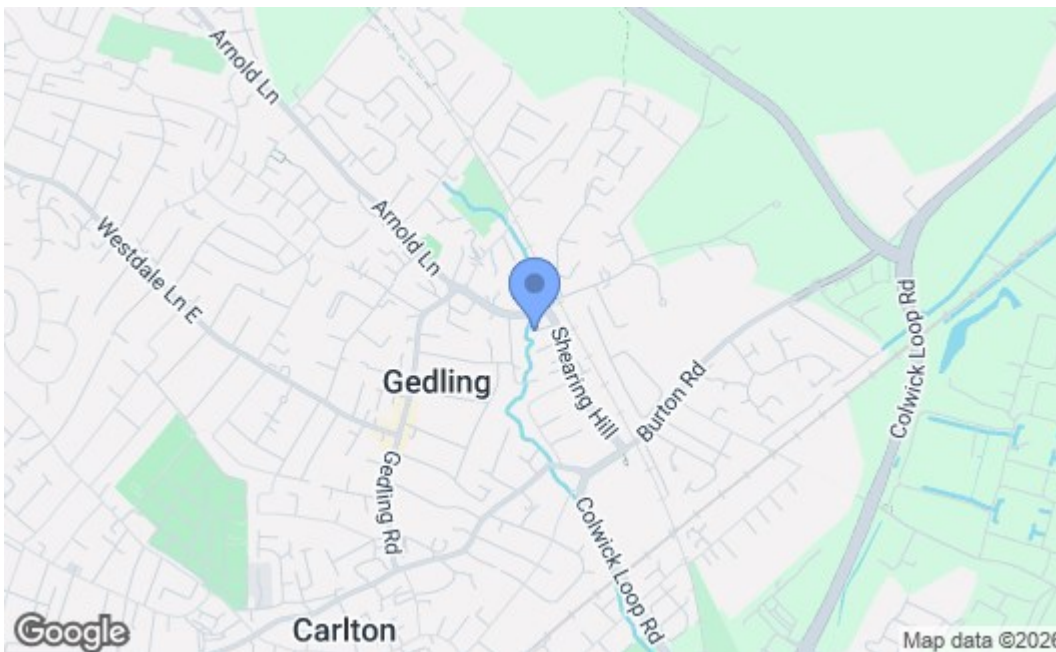 Arnold Ln
Arnold Ln
Westdale Ln E
Gedling
Shearing Hill
Burton Rd
Colwick Loop Rd
Gedling Rd
Colwick Loop Rd
Carlton
Google
Map data ©2026